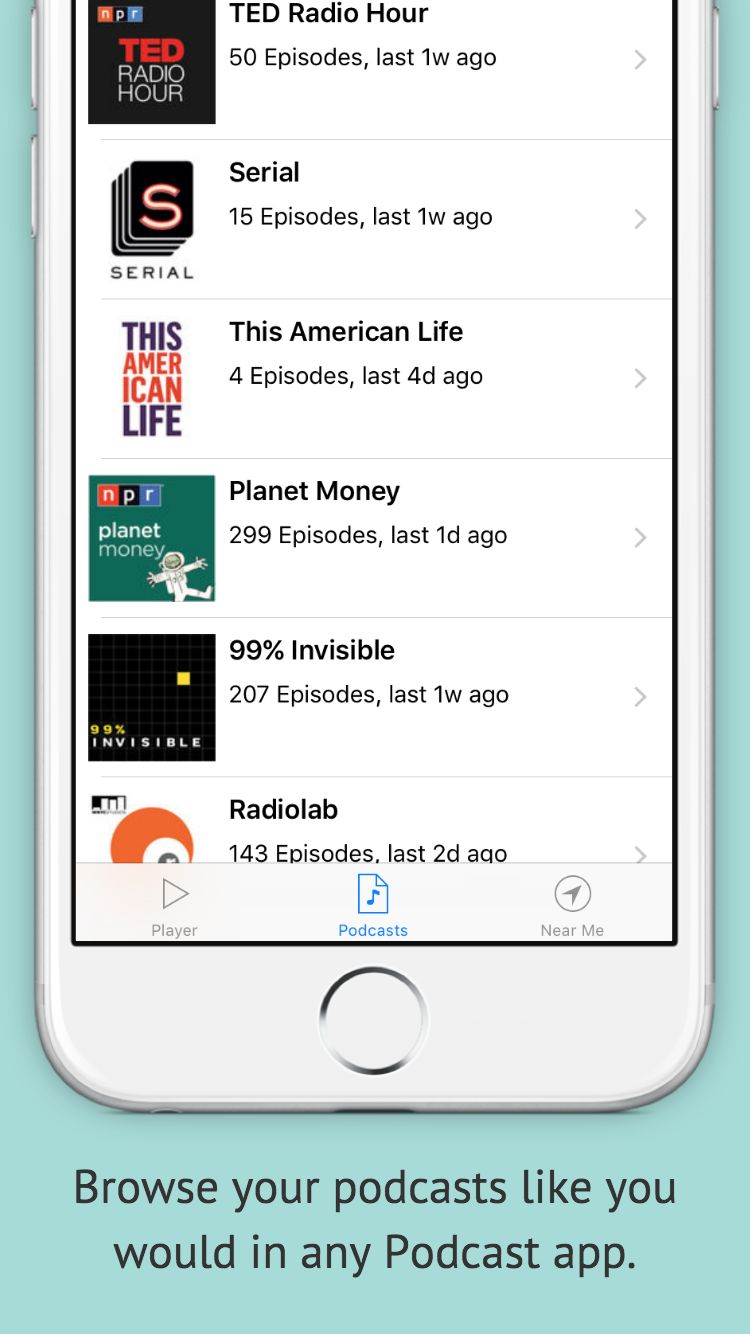 npr
TED
RADIO
HOUR
TED Radio Hour
50 Episodes, last 1w ago
S
SERIAL
Serial
15 Episodes, last 1w ago
THIS
AMER
ICAN
LIFE
This American Life
4 Episodes, last 4d ago
npr
planet
money
Planet Money
299 Episodes, last 1d ago
99%
INVISIBLE
99% Invisible
207 Episodes, last 1w ago
Radiolab
143 Episodes, last 2d ago
Player
Podcasts
Near Me
Browse your podcasts like you
would in any Podcast app.